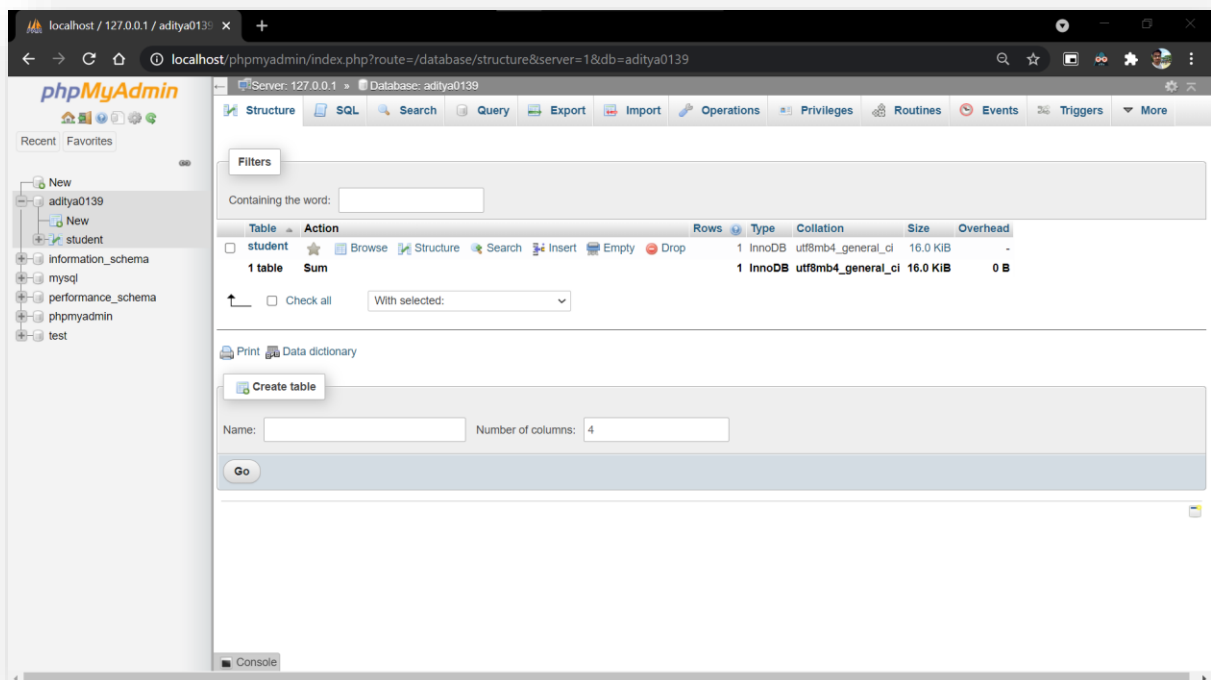 localhost / 127.0.0.1 / aditya0139
localhost/phpmyadmin/index.php?route=/database/structure&server=1&db=aditya0139
phpMyAdmin
Recent Favorites
New
aditya0139
New
student
information_schema
mysql
performance_schema
phpmyadmin
test
Server: 127.0.0.1 » Database: aditya0139
Structure SQL Search Query Export Import Operations Privileges Routines Events Triggers More
Filters
Containing the word:
Table Action Rows Type Collation Size Overhead
student Browse Structure Search Insert Empty Drop 1 InnoDB utf8mb4_general_ci 16.0 KiB -
1 table Sum 1 InnoDB utf8mb4_general_ci 16.0 KiB 0 B
Check all With selected:
Print Data dictionary
Create table
Name: Number of columns: 4
Go
Console